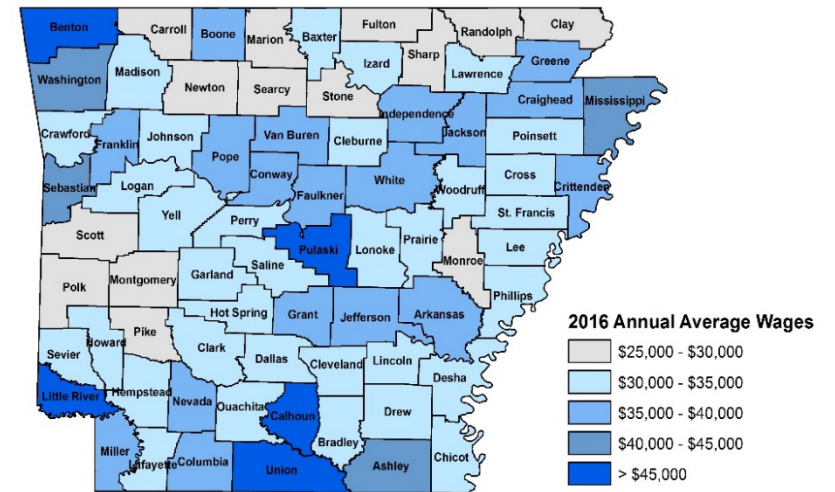 Benton
Carroll
Boone
Marion
Baxter
Fulton
Sharp
Randolph
Clay
Washington
Madison
Newton
Searcy
Stone
Izard
Lawrence
Greene
Craighead
Mississippi
Crawford
Franklin
Johnson
Pope
Van Buren
Cleburne
Independence
Jackson
Poinsett
Sebastian
Logan
Conway
Faulkner
White
Woodruff
Cross
Crittenden
Scott
Yell
Perry
Pulaski
Lonoke
Prairie
Monroe
St. Francis
Lee
Phillips
Polk
Montgomery
Garland
Saline
Hot Spring
Grant
Jefferson
Arkansas
Sevier
Howard
Pike
Clark
Dallas
Cleveland
Lincoln
Desha
Little River
Hempstead
Nevada
Ouachita
Calhoun
Bradley
Drew
Chicot
Miller
Lafayette
Columbia
Union
Ashley
2016 Annual Average Wages
$25,000 - $30,000
$30,000 - $35,000
$35,000 - $40,000
$40,000 - $45,000
> $45,000